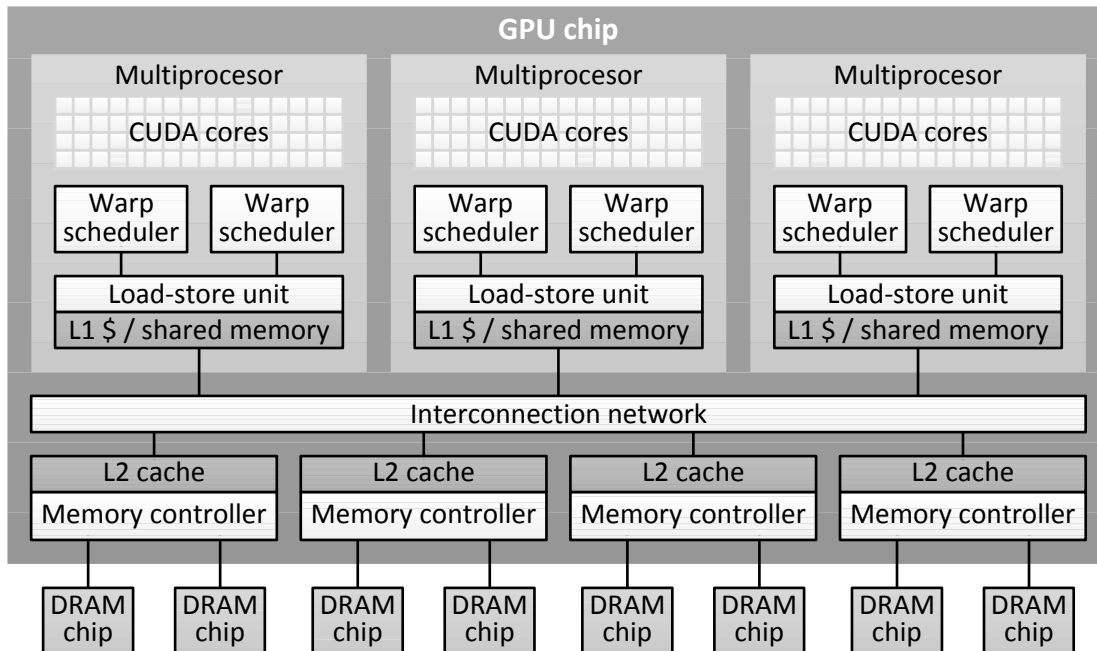 GPU chip
Multiprocesor Multiprocesor Multiprocesor
CUDA cores CUDA cores CUDA cores
Warp Warp Warp Warp Warp Warp
scheduler scheduler scheduler scheduler scheduler scheduler
Load-store unit Load-store unit Load-store unit
L1 $ / shared memory L1 $ / shared memory L1 $ / shared memory
Interconnection network
L2 cache L2 cache L2 cache L2 cache
Memory controller Memory controller Memory controller Memory controller
DRAM DRAM DRAM DRAM DRAM DRAM DRAM DRAM
chip chip chip chip chip chip chip chip